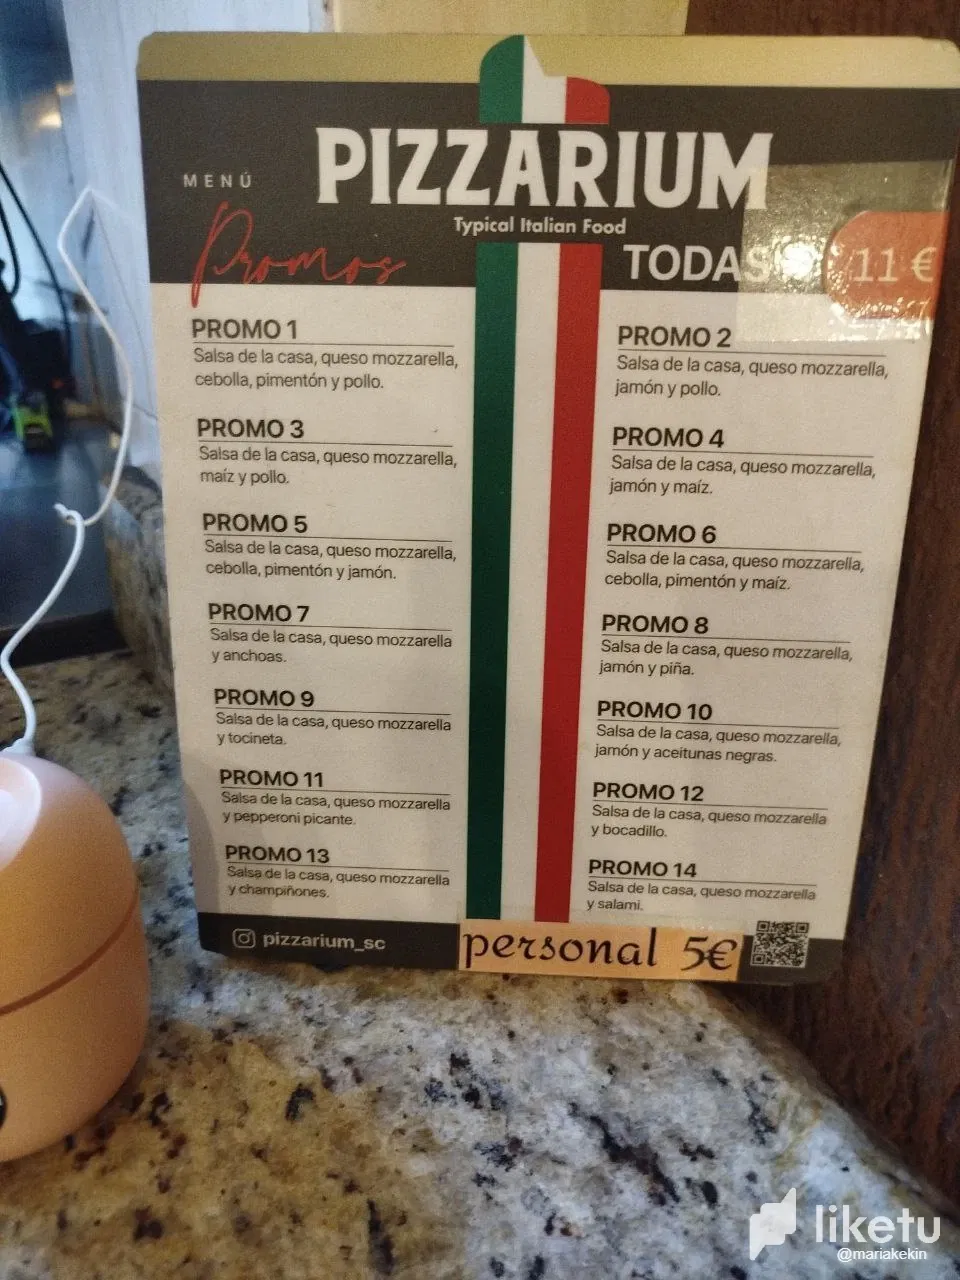 PIZZARIUM
MENÚ
Typical Italian Food
Promos
TODAS
11 €
PROMO 1
Salsa de la casa, queso mozzarella,
cebolla, pimentón y pollo.
PROMO 2
Salsa de la casa, queso mozzarella,
jamón y pollo.
PROMO 3
Salsa de la casa, queso mozzarella,
maíz y pollo.
PROMO 4
Salsa de la casa, queso mozzarella,
jamón y maíz.
PROMO 5
Salsa de la casa, queso mozzarella,
cebolla, pimentón y jamón.
PROMO 6
Salsa de la casa, queso mozzarella,
cebolla, pimentón y maíz.
PROMO 7
Salsa de la casa, queso mozzarella
y anchoas.
PROMO 8
Salsa de la casa, queso mozzarella,
jamón y piña.
PROMO 9
Salsa de la casa, queso mozzarella
y tocineta.
PROMO 10
Salsa de la casa, queso mozzarella,
jamón y aceitunas negras.
PROMO 11
Salsa de la casa, queso mozzarella
y pepperoni picante.
PROMO 12
Salsa de la casa, queso mozzarella
y bocadillo.
PROMO 13
Salsa de la casa, queso mozzarella
y champiñones.
PROMO 14
Salsa de la casa, queso mozzarella
y salami.
pizzarium_sc
personal 5€
liketu
@mariakekin